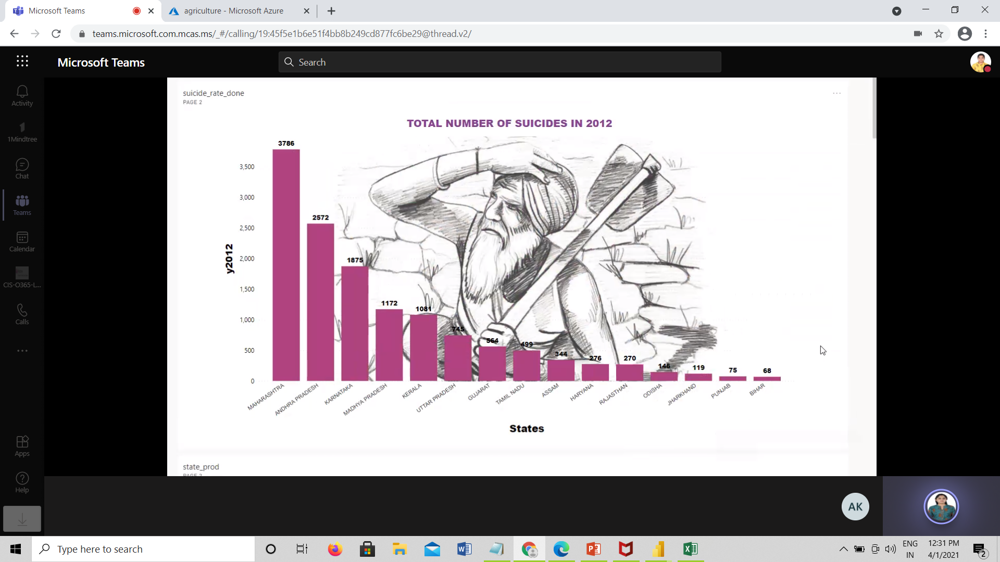 Microsoft Teams
agriculture - Microsoft Azure
teams.microsoft.com.mcas.ms/_#/calling/19:45f5e1b6e51f4bb8b249cd877fc6be29@thread.v2/
Microsoft Teams
Search
Activity
1Mindtree
Chat
Teams
Calendar
CIS-O365-L...
Calls
Apps
Help
suicide_rate_done
PAGE 2
TOTAL NUMBER OF SUICIDES IN 2012
y2012
3,500
3,000
2,500
2,000
1,500
1,000
500
0
3786
2572
1875
1172
1081
745
564
499
344
276
270
146
119
75
68
MAHARASHTRA
ANDHRA PRADESH
KARNATAKA
MADHYA PRADESH
KERALA
UTTAR PRADESH
GUJARAT
TAMIL NADU
ASSAM
HARYANA
RAJASTHAN
ODISHA
JHARKHAND
PUNJAB
BIHAR
States
state_prod
PAGE 2
AK
Type here to search
ENG
IN
12:31 PM
4/1/2021
2